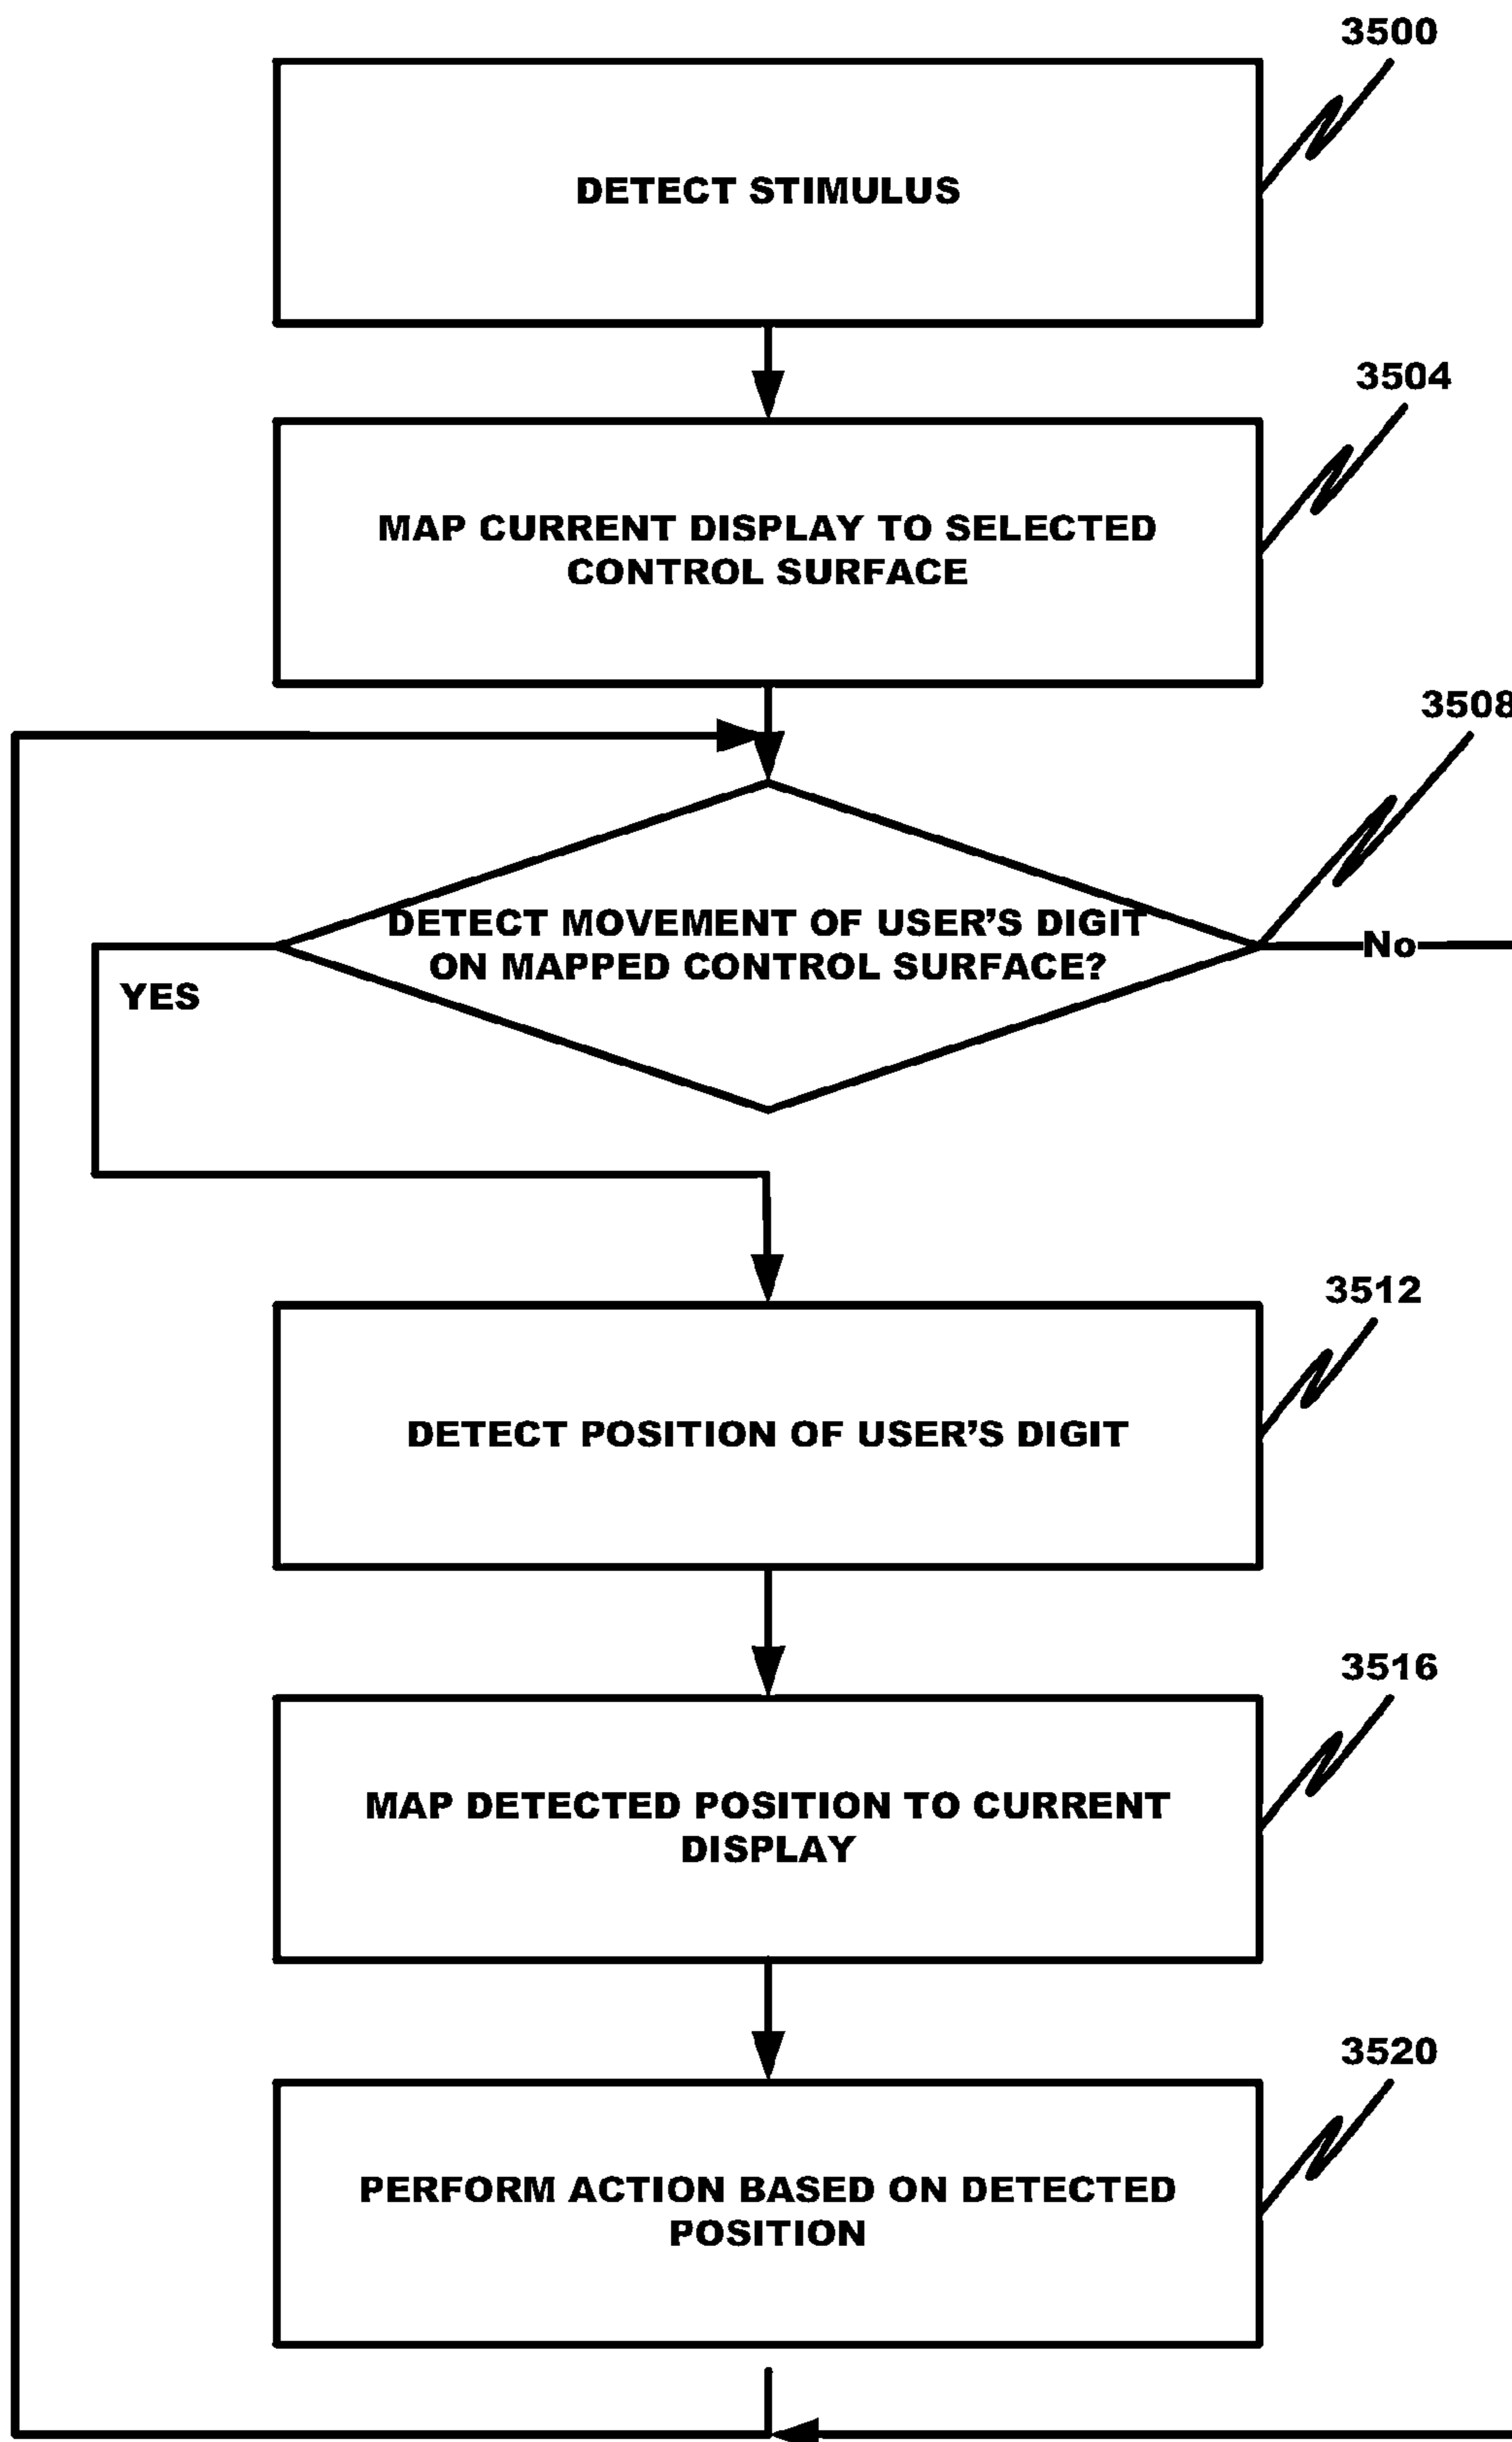 3500
DETECT STIMULUS
3504
MAP CURRENT DISPLAY TO SELECTED
CONTROL SURFACE
3508
DETECT MOVEMENT OF USER’S DIGIT
ON MAPPED CONTROL SURFACE?
No
YES
3512
DETECT POSITION OF USER’S DIGIT
3516
MAP DETECTED POSITION TO CURRENT
DISPLAY
3520
PERFORM ACTION BASED ON DETECTED
POSITION